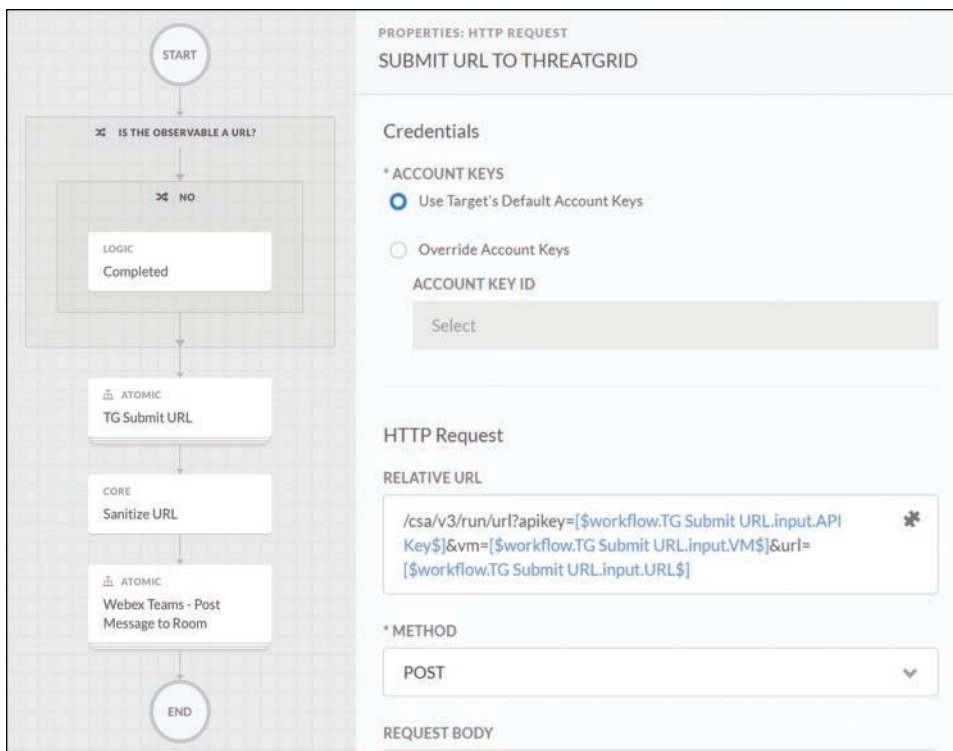 START
IS THE OBSERVABLE A URL?
NO
LOGIC
Completed
ATOMIC
TG Submit URL
CORE
Sanitize URL
ATOMIC
Webex Teams - Post
Message to Room
END
PROPERTIES: HTTP REQUEST
SUBMIT URL TO THREATGRID
Credentials
* ACCOUNT KEYS
Use Target's Default Account Keys
Override Account Keys
ACCOUNT KEY ID
Select
HTTP Request
RELATIVE URL
/csa/v3/run/url?apikey=[$workflow.TG Submit URL.input.API
Key$]&vm=[$workflow.TG Submit URL.input.VM$]&url=
[$workflow.TG Submit URL.input.URL$]
* METHOD
POST
REQUEST BODY